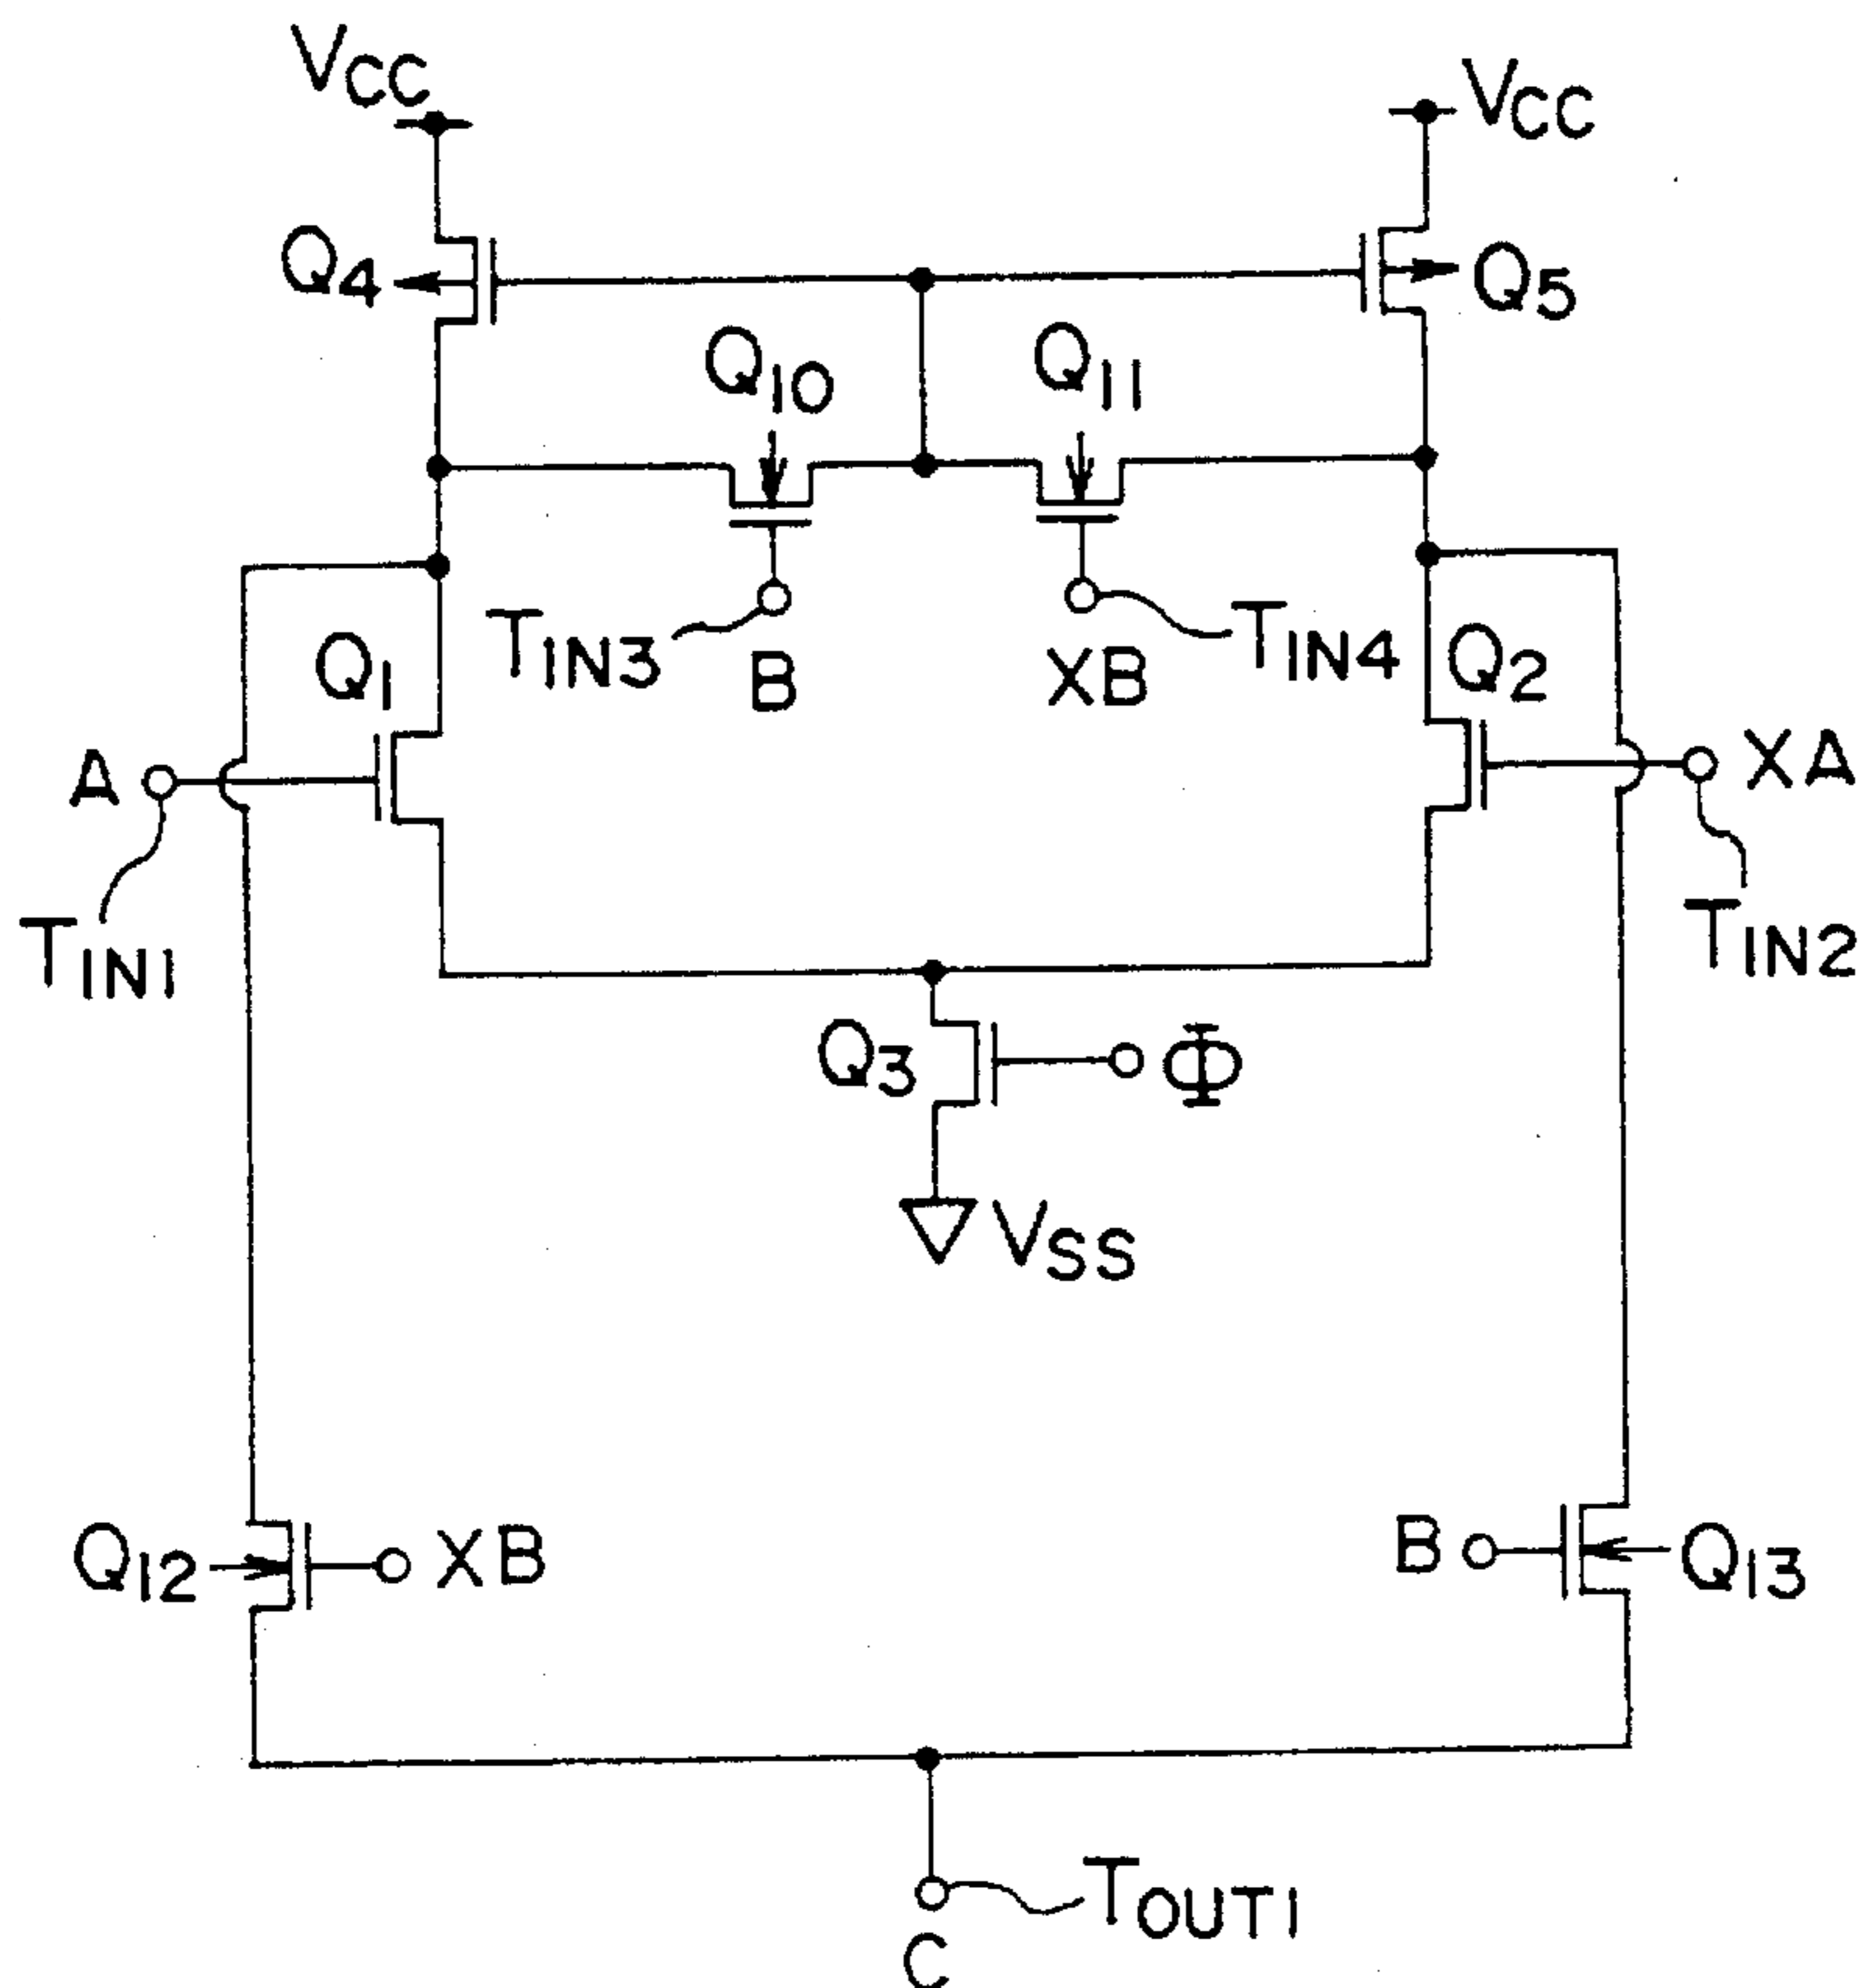 VCC
VCC
Q4
Q5
Q10
Q11
TIN3
B
XB
TIN4
Q1
Q2
A
XA
TIN1
TIN2
Q3
Φ
VSS
Q12
XB
B
Q13
TOUT1
C